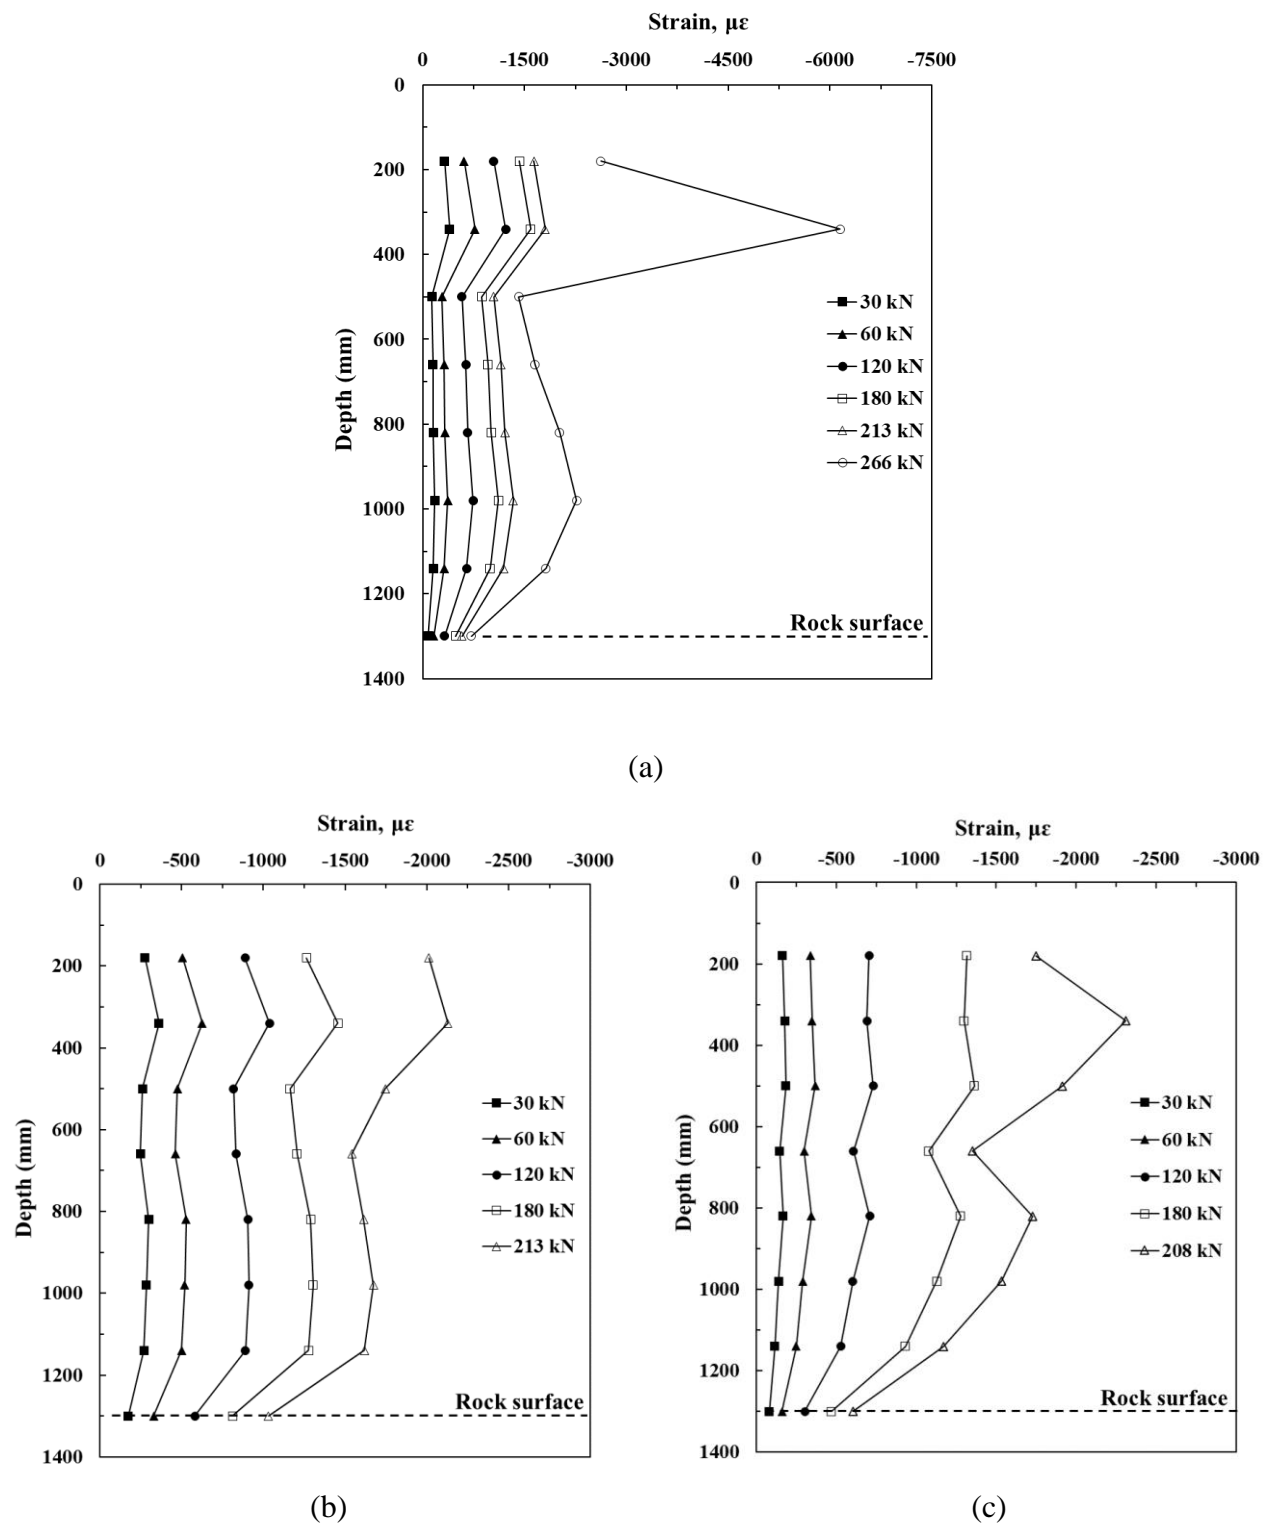 Strain, με
0 -1500 -3000 -4500 -6000 -7500
0
200
400
600
800
1000
1200
1400
Depth (mm)
30 kN
60 kN
120 kN
180 kN
213 kN
266 kN
Rock surface
(a)
Strain, με
0 -500 -1000 -1500 -2000 -2500 -3000
0
200
400
600
800
1000
1200
1400
Depth (mm)
30 kN
60 kN
120 kN
180 kN
213 kN
Rock surface
(b)
Strain, με
0 -500 -1000 -1500 -2000 -2500 -3000
0
200
400
600
800
1000
1200
1400
Depth (mm)
30 kN
60 kN
120 kN
180 kN
208 kN
Rock surface
(c)